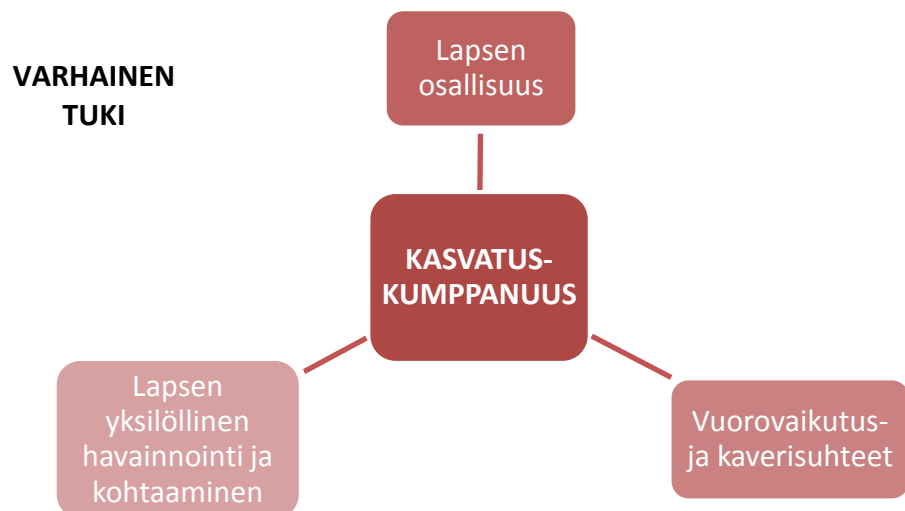 VARHAINEN
TUKI
Lapsen
osallisuus
KASVATUS-
KUMPPANUUS
Lapsen
yksilöllinen
havainnointi ja
kohtaaminen
Vuorovaikutus-
ja kaverisuhteet